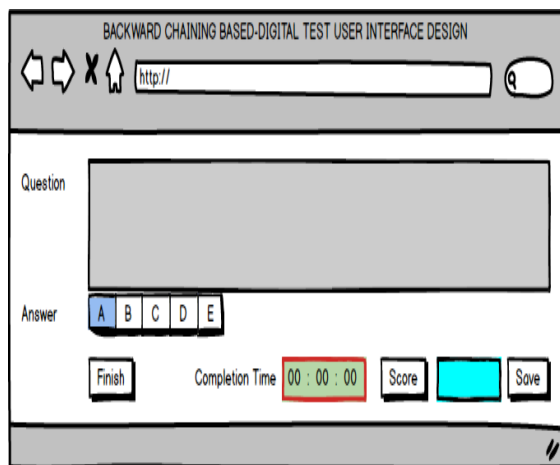 BACKWARD CHAINING BASED-DIGITAL TEST USER INTERFACE DESIGN
http://
Question
Answer A B C D E
Finish Completion Time 00 : 00 : 00 Score Save